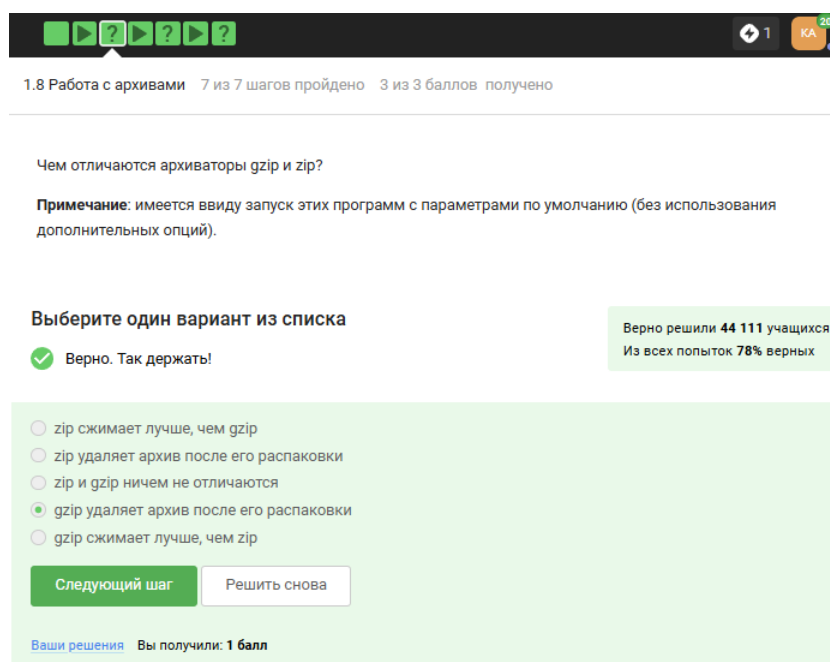 ? ? ?
1
КА
20
1.8 Работа с архивами 7 из 7 шагов пройдено 3 из 3 баллов получено
Чем отличаются архиваторы gzip и zip?
Примечание: имеется ввиду запуск этих программ с параметрами по умолчанию (без использования
дополнительных опций).
Выберите один вариант из списка
Верно. Так держать!
Верно решили 44 111 учащихся
Из всех попыток 78% верных
zip сжимает лучше, чем gzip
zip удаляет архив после его распаковки
zip и gzip ничем не отличаются
gzip удаляет архив после его распаковки
gzip сжимает лучше, чем zip
Следующий шаг Решить снова
Ваши решения Вы получили: 1 балл